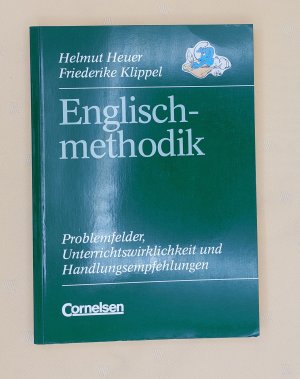 Helmut Heuer
Friederike Klippel
Englisch-
methodik
Problemfelder,
Unterrichtswirklichkeit und
Handlungsempfehlungen
Cornelsen